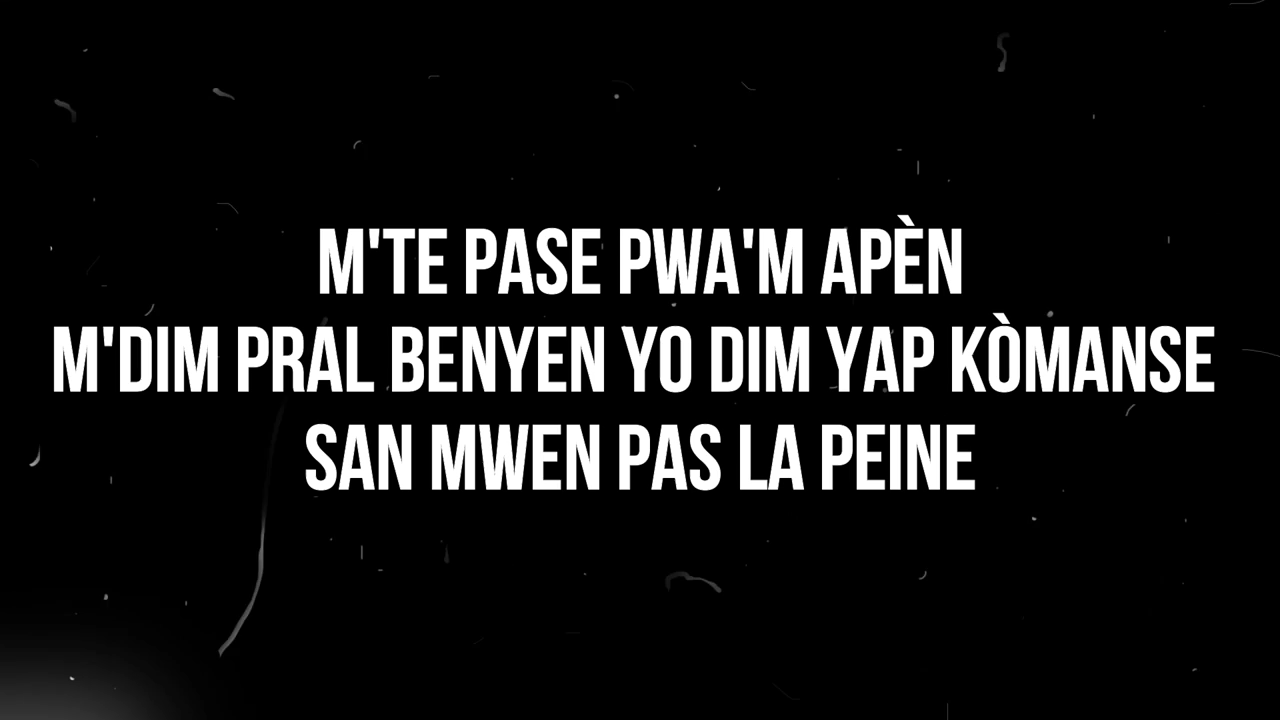 M'TE PASE PWA'M APÈN
M'DIM PRAL BENYEN YO DIM YAP KÒMANSE
SAN MWEN PAS LA PEINE